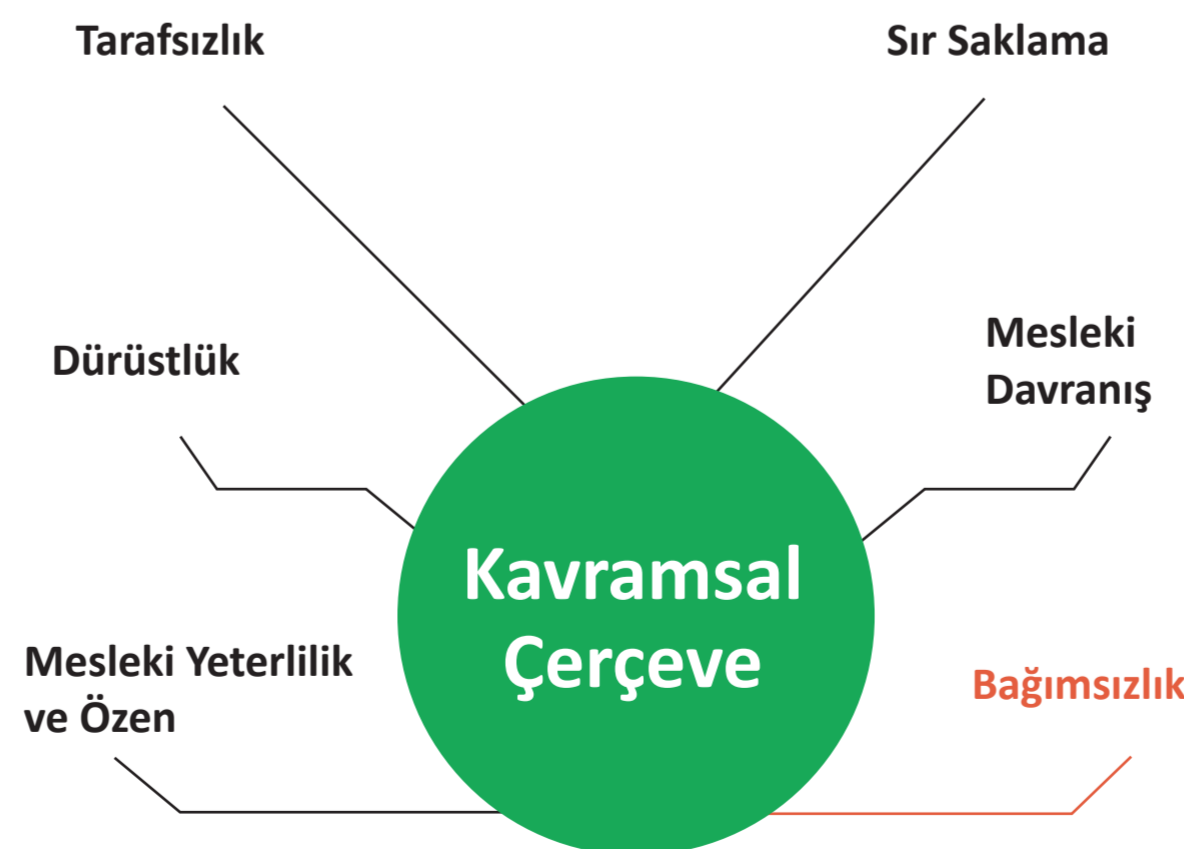 Tarafsızlık
Sır Saklama
Dürüstlük
Mesleki
Davranış
Kavramsal
Çerçeve
Mesleki Yeterlilik
ve Özen
Bağımsızlık